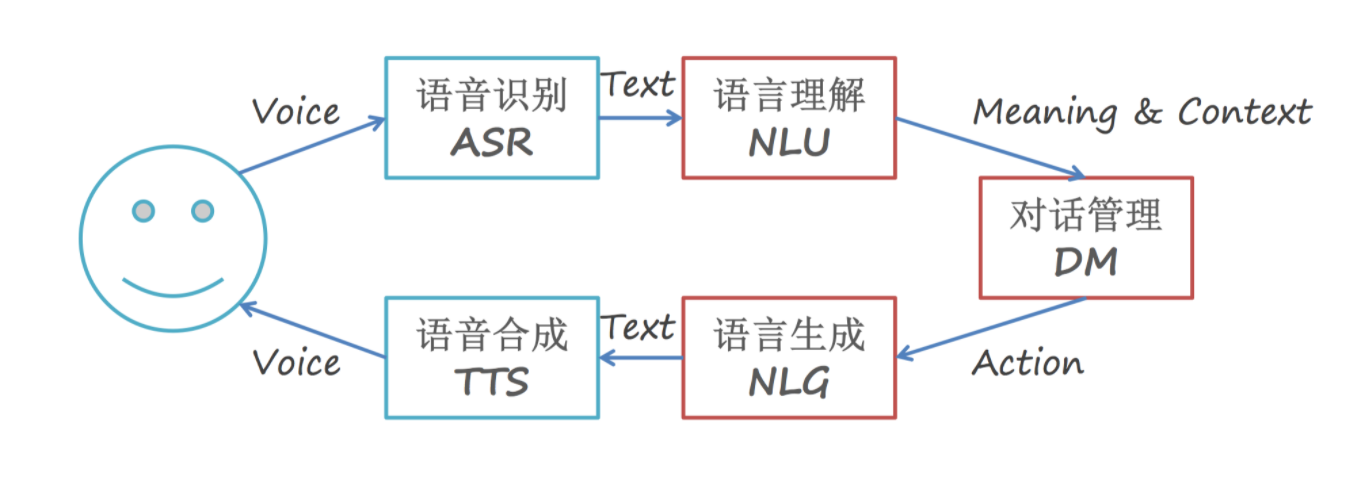 Voice
语音识别
ASR
Text
语言理解
NLU
Meaning & Context
对话管理
DM
Action
语言生成
NLG
Text
语音合成
TTS
Voice